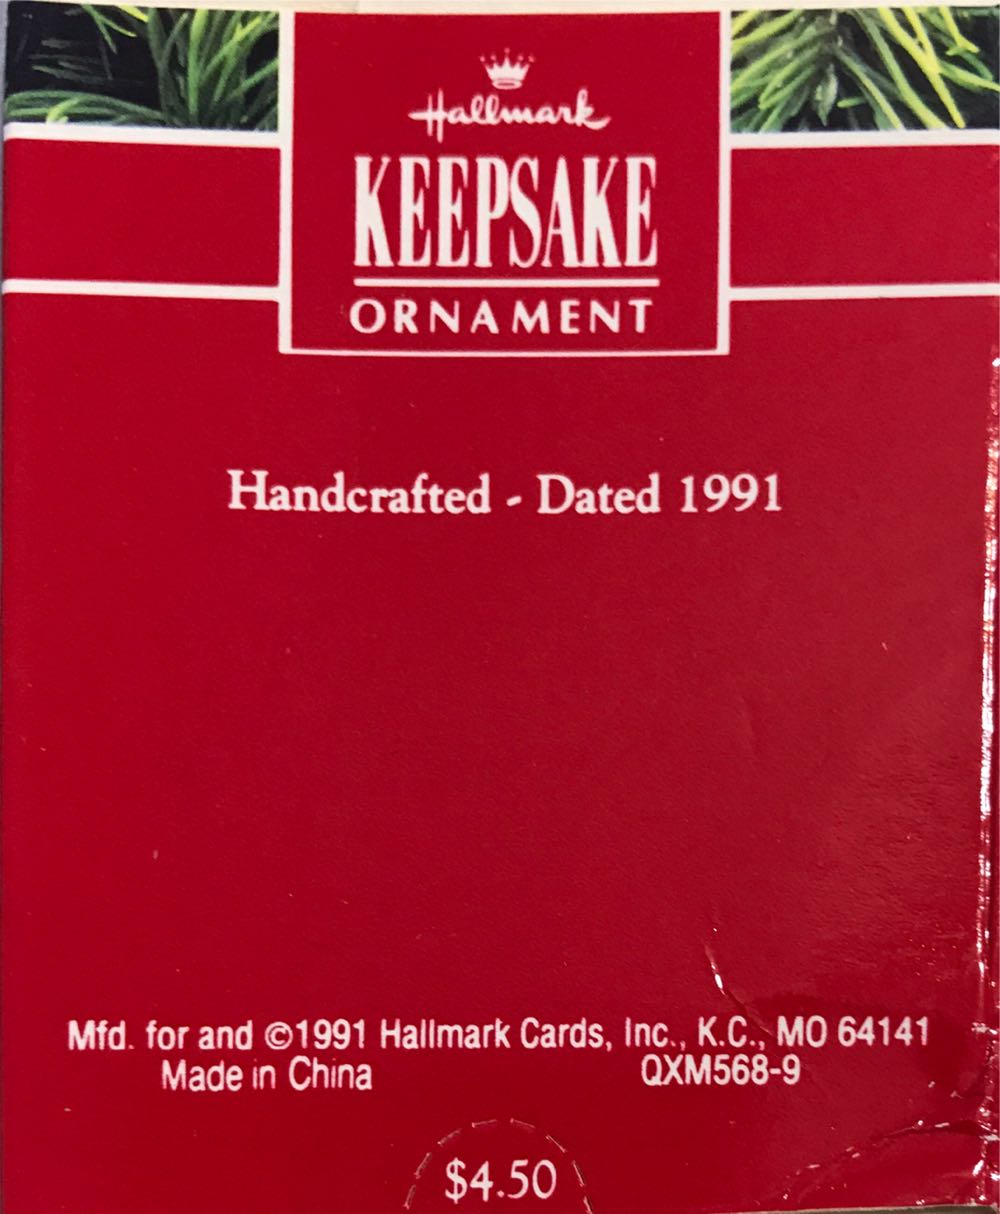 Hallmark
KEEPSAKE
ORNAMENT
Handcrafted - Dated 1991
Mfd. for and ©1991 Hallmark Cards, Inc., K.C., MO 64141
Made in China QXM568-9
$4.50